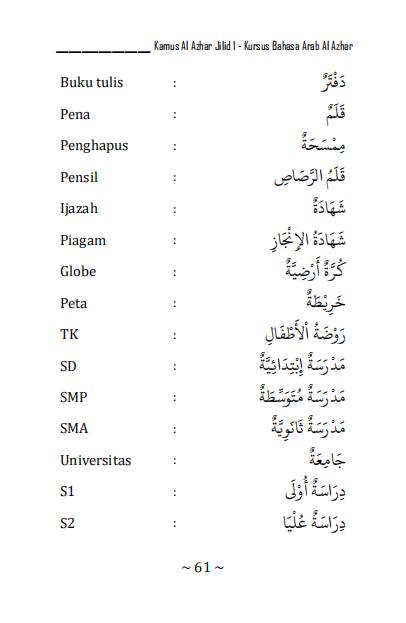 Kamus Al Azhar Jilid I - Kursus Bahasa Arab Al Azhar
Buku tulis : دَفْتَرٌ
Pena : قَلَمٌ
Penghapus : مِمْسَحَةٌ
Pensil : قَلَمُ الرَّصَاصِ
Ijazah : شَهَادَةٌ
Piagam : شَهَادَةُ الإِنْجَازِ
Globe : كُرَّةٌ أَرْضِيَّةٌ
Peta : خَرِيْطَةٌ
TK : رَوْضَةُ اْلأَطْفَالِ
SD : مَدْرَسَةٌ إِبْتِدَائِيَّةٌ
SMP : مَدْرَسَةٌ مُتَوَسِّطَةٌ
SMA : مَدْرَسَةٌ ثَانَوِيَّةٌ
Universitas : جَامِعَةٌ
S1 : دِرَاسَةٌ أُوْلَى
S2 : دِرَاسَةٌ عُلْيَا
~ 61 ~